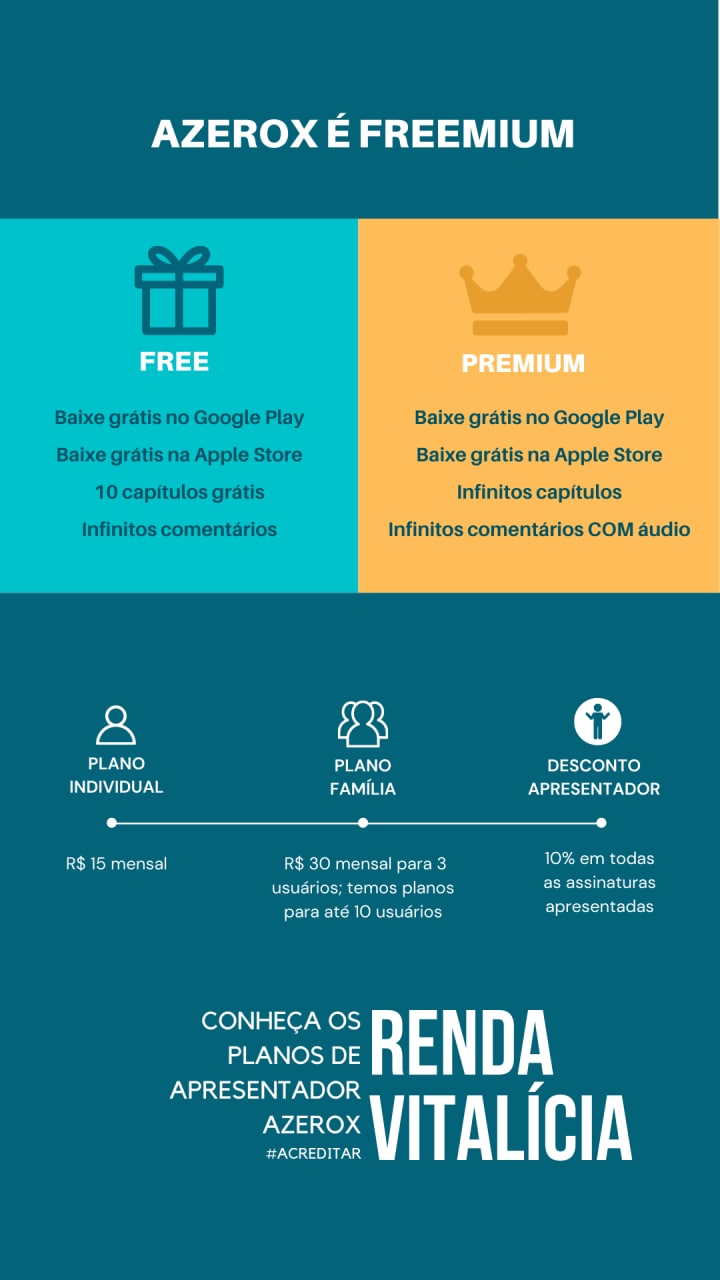 AZEROX É FREEMIUM
FREE
Baixe grátis no Google Play
Baixe grátis na Apple Store
10 capítulos grátis
Infinitos comentários
PREMIUM
Baixe grátis no Google Play
Baixe grátis na Apple Store
Infinitos capítulos
Infinitos comentários COM áudio
PLANO
INDIVIDUAL
R$ 15 mensal
PLANO
FAMÍLIA
R$ 30 mensal para 3
usuários; temos planos
para até 10 usuários
DESCONTO
APRESENTADOR
10% em todas
as assinaturas
apresentadas
CONHEÇA OS
PLANOS DE
APRESENTADOR
AZEROX
#ACREDITAR
RENDA
VITALÍCIA